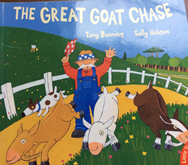 THE GREAT GOAT CHASE
Tony Bonning Sally Hobson